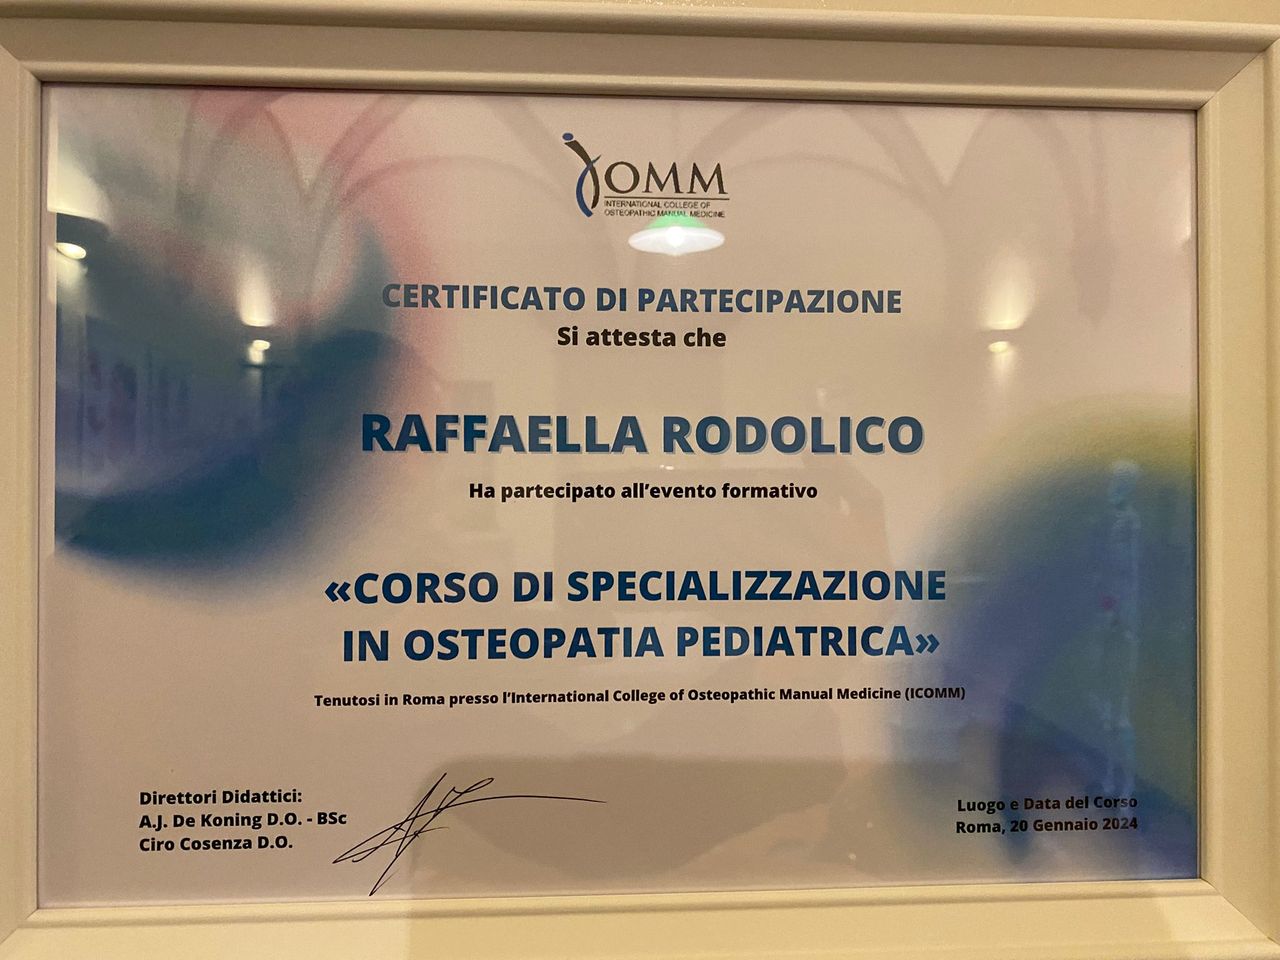 ICOMM
INTERNATIONAL COLLEGE OF
OSTEOPATHIC MANUAL MEDICINE
CERTIFICATO DI PARTECIPAZIONE
Si attesta che
RAFFAELLA RODOLICO
Ha partecipato all'evento formativo
«CORSO DI SPECIALIZZAZIONE
IN OSTEOPATIA PEDIATRICA»
Tenutosi in Roma presso l'International College of Osteopathic Manual Medicine (ICOMM)
Direttori Didattici:
A.J. De Koning D.O. - BSc
Ciro Cosenza D.O.
Luogo e Data del Corso
Roma, 20 Gennaio 2024